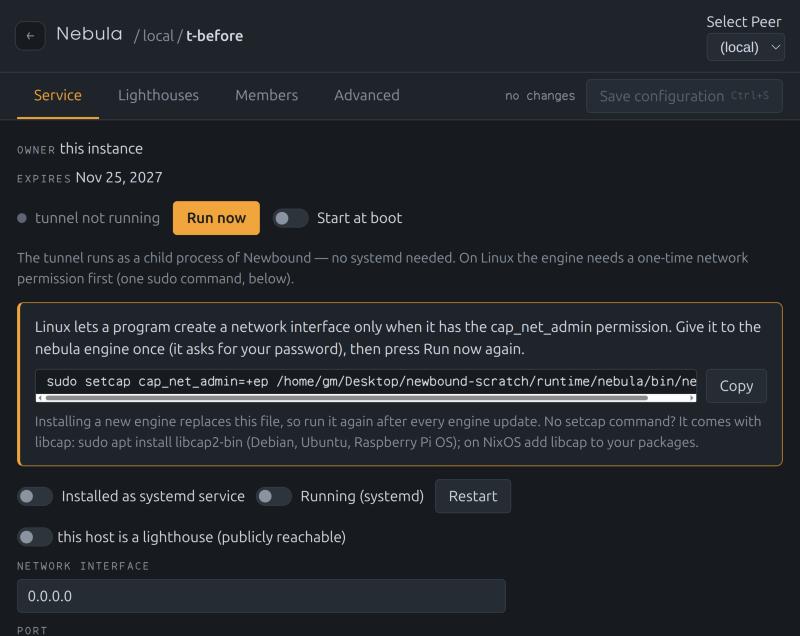 ←
Nebula / local / t-before
Select Peer
(local)
Service
Lighthouses
Members
Advanced
no changes
Save configuration Ctrl+S
OWNER this instance
EXPIRES Nov 25, 2027
tunnel not running
Run now
Start at boot
The tunnel runs as a child process of Newbound — no systemd needed. On Linux the engine needs a one-time network
permission first (one sudo command, below).
Linux lets a program create a network interface only when it has the cap_net_admin permission. Give it to the
nebula engine once (it asks for your password), then press Run now again.
sudo setcap cap_net_admin=+ep /home/gm/Desktop/newbound-scratch/runtime/nebula/bin/ne
Copy
Installing a new engine replaces this file, so run it again after every engine update. No setcap command? It comes with
libcap: sudo apt install libcap2-bin (Debian, Ubuntu, Raspberry Pi OS); on NixOS add libcap to your packages.
Installed as systemd service
Running (systemd)
Restart
this host is a lighthouse (publicly reachable)
NETWORK INTERFACE
0.0.0.0
PORT